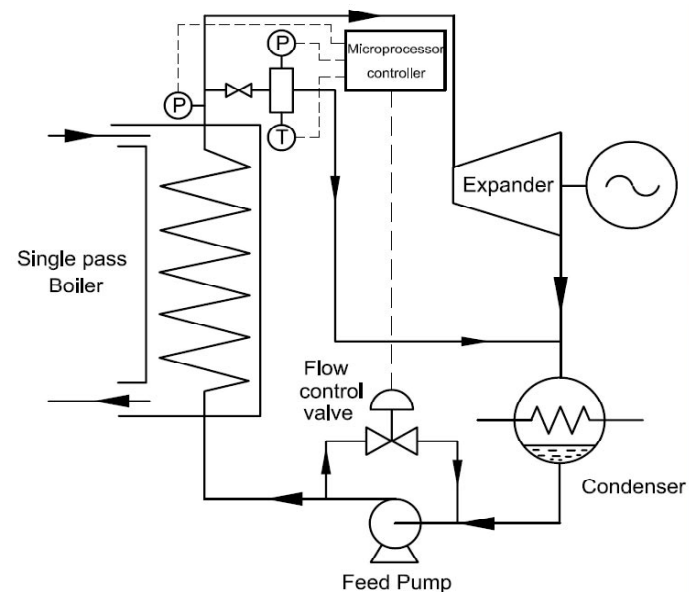 P
P
T
Microprocessor
controller
Expander
Single pass
Boiler
Flow
control
valve
Condenser
Feed Pump